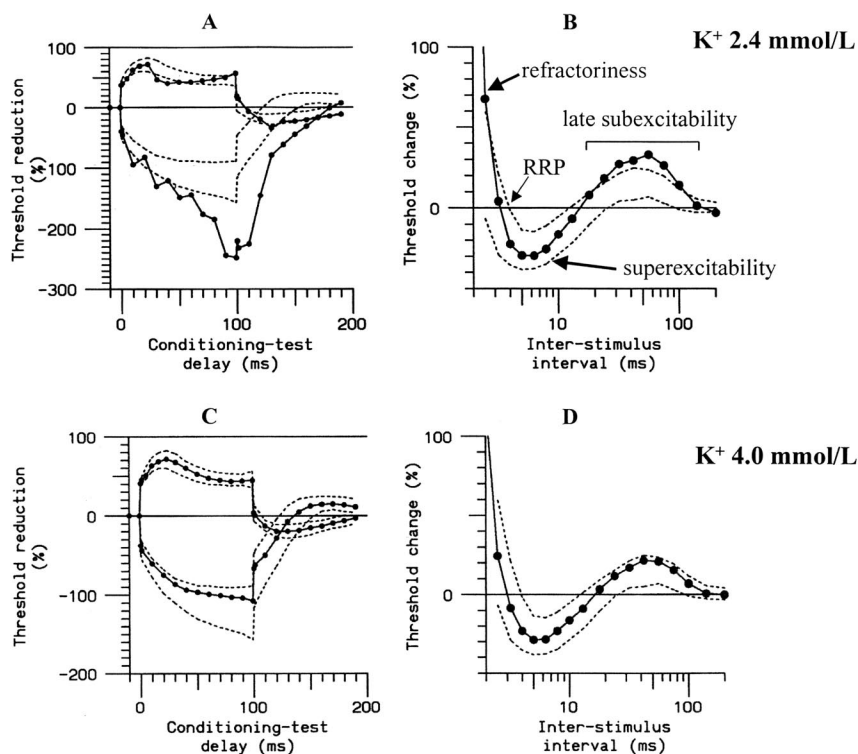 A
B
K+ 2.4 mmol/L
100
0
-100
-200
-300
Threshold reduction
(%)
0
100
200
Conditioning-test
delay (ms)
100
0
Threshold change (%)
refractoriness
late subexcitability
RRP
superexcitability
10
100
Inter-stimulus
interval (ms)
C
D
K+ 4.0 mmol/L
100
0
-100
-200
Threshold reduction
(%)
0
100
200
Conditioning-test
delay (ms)
100
0
Threshold change (%)
10
100
Inter-stimulus
interval (ms)